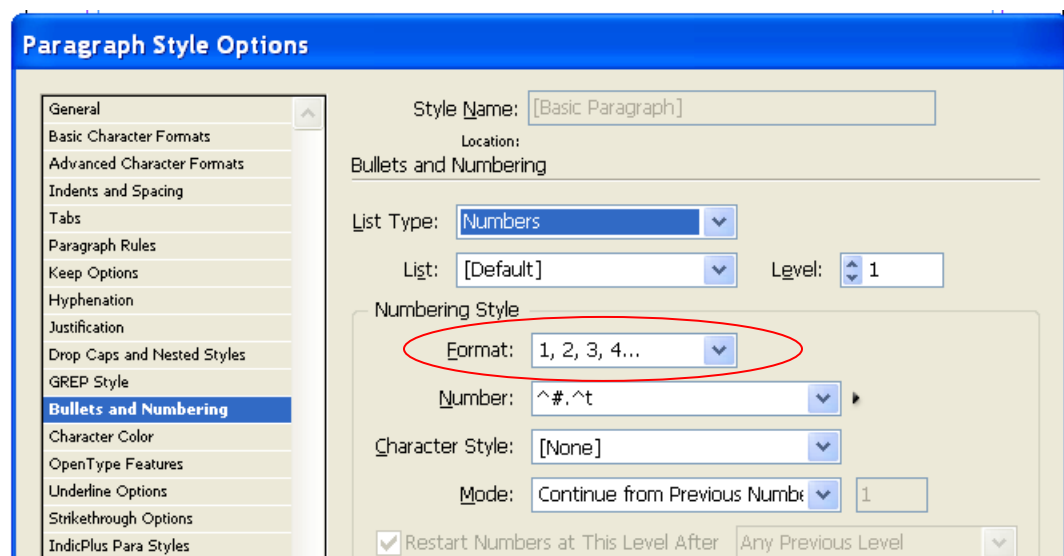 Paragraph Style Options
General
Basic Character Formats
Advanced Character Formats
Indents and Spacing
Tabs
Paragraph Rules
Keep Options
Hyphenation
Justification
Drop Caps and Nested Styles
GREP Style
Bullets and Numbering
Character Color
OpenType Features
Underline Options
Strikethrough Options
IndicPlus Para Styles
Style Name: [Basic Paragraph]
Location:
Bullets and Numbering
List Type: Numbers
List: [Default] Level: 1
Numbering Style
Format: 1, 2, 3, 4...
Number: ^#.^t
Character Style: [None]
Mode: Continue from Previous Numbe 1
Restart Numbers at This Level After Any Previous Level